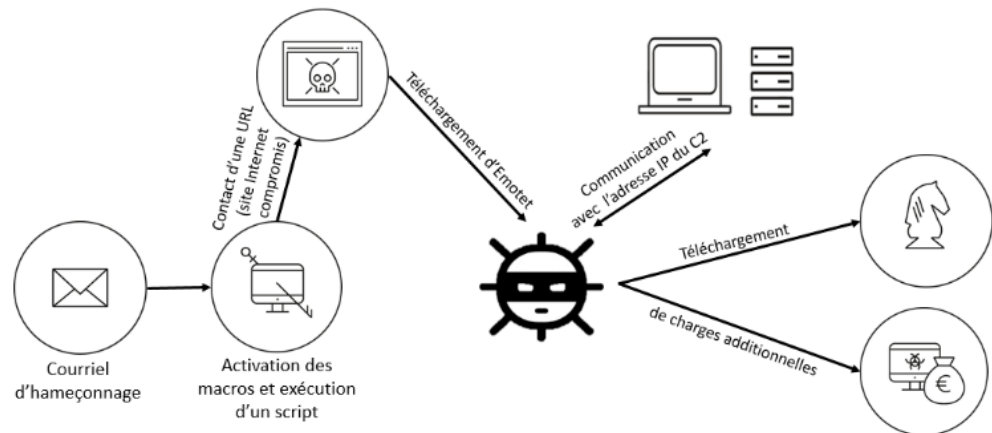 Courriel
d'hameçonnage
Activation des
macros et exécution
d'un script
Contact d'une URL
(site Internet
compromis)
Téléchargement d'Emotet
Communication
avec l'adresse IP du C2
Téléchargement
de charges additionnelles
€